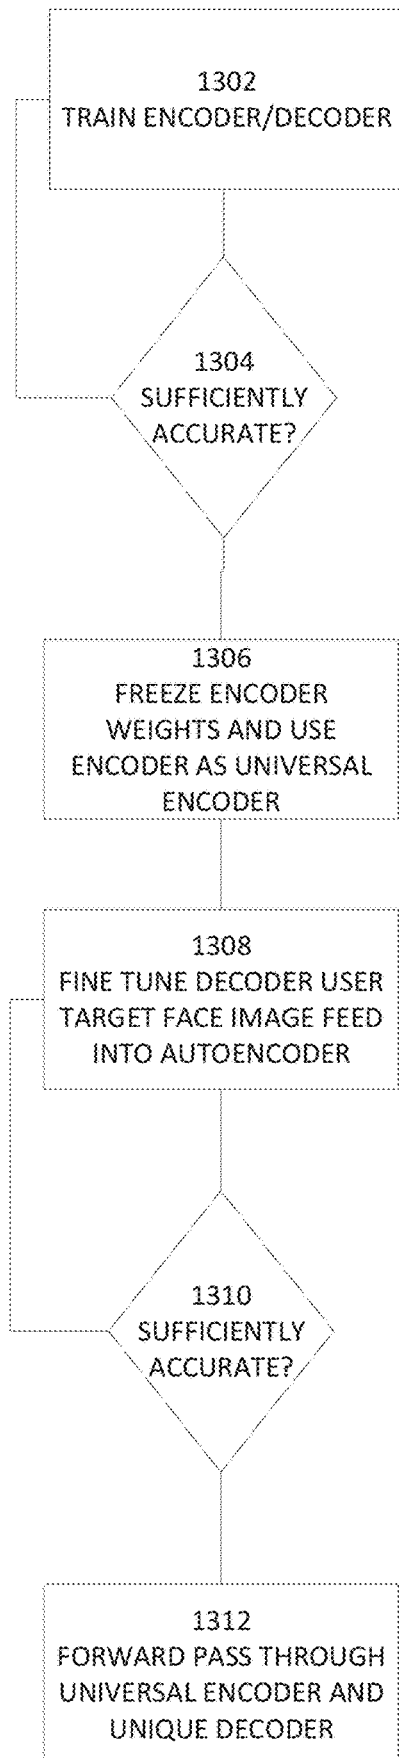 1302
TRAIN ENCODER/DECODER
1304
SUFFICIENTLY
ACCURATE?
1306
FREEZE ENCODER
WEIGHTS AND USE
ENCODER AS UNIVERSAL
ENCODER
1308
FINE TUNE DECODER USER
TARGET FACE IMAGE FEED
INTO AUTOENCODER
1310
SUFFICIENTLY
ACCURATE?
1312
FORWARD PASS THROUGH
UNIVERSAL ENCODER AND
UNIQUE DECODER